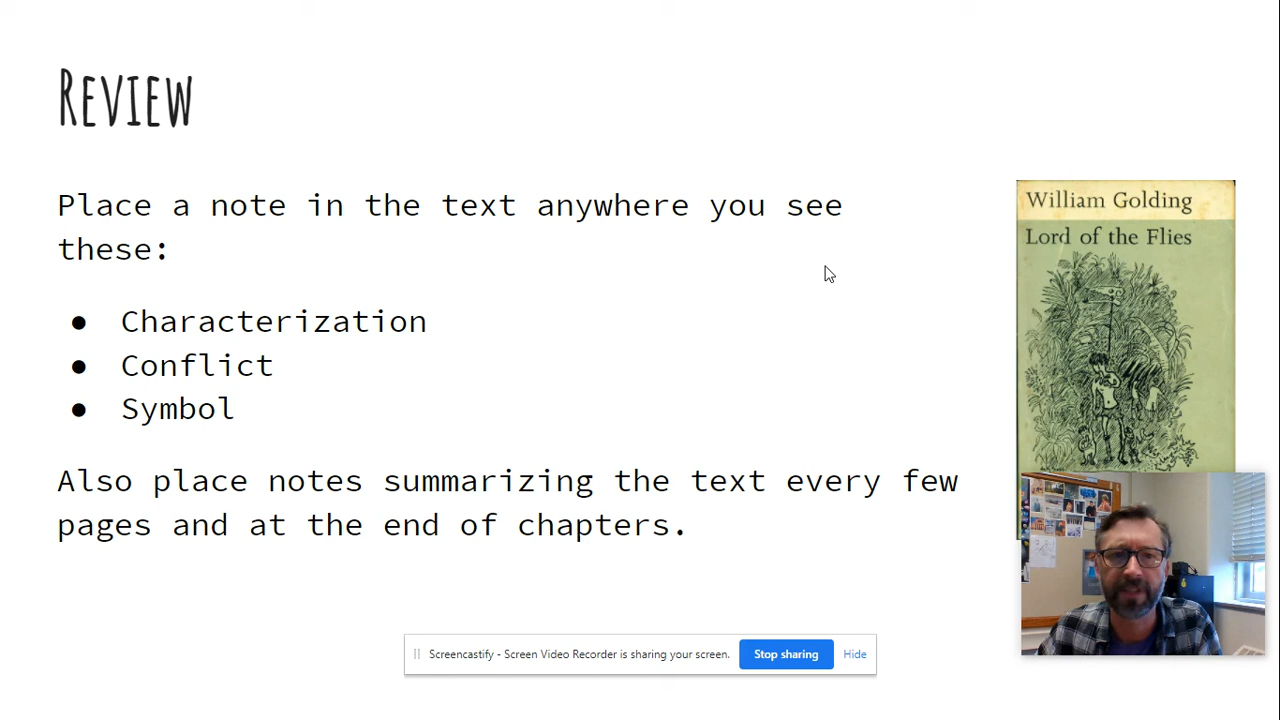 Review
Place a note in the text anywhere you see
these:
● Characterization
● Conflict
● Symbol
Also place notes summarizing the text every few
pages and at the end of chapters.
William Golding
Lord of the Flies
Screencastify - Screen Video Recorder is sharing your screen.
Stop sharing
Hide